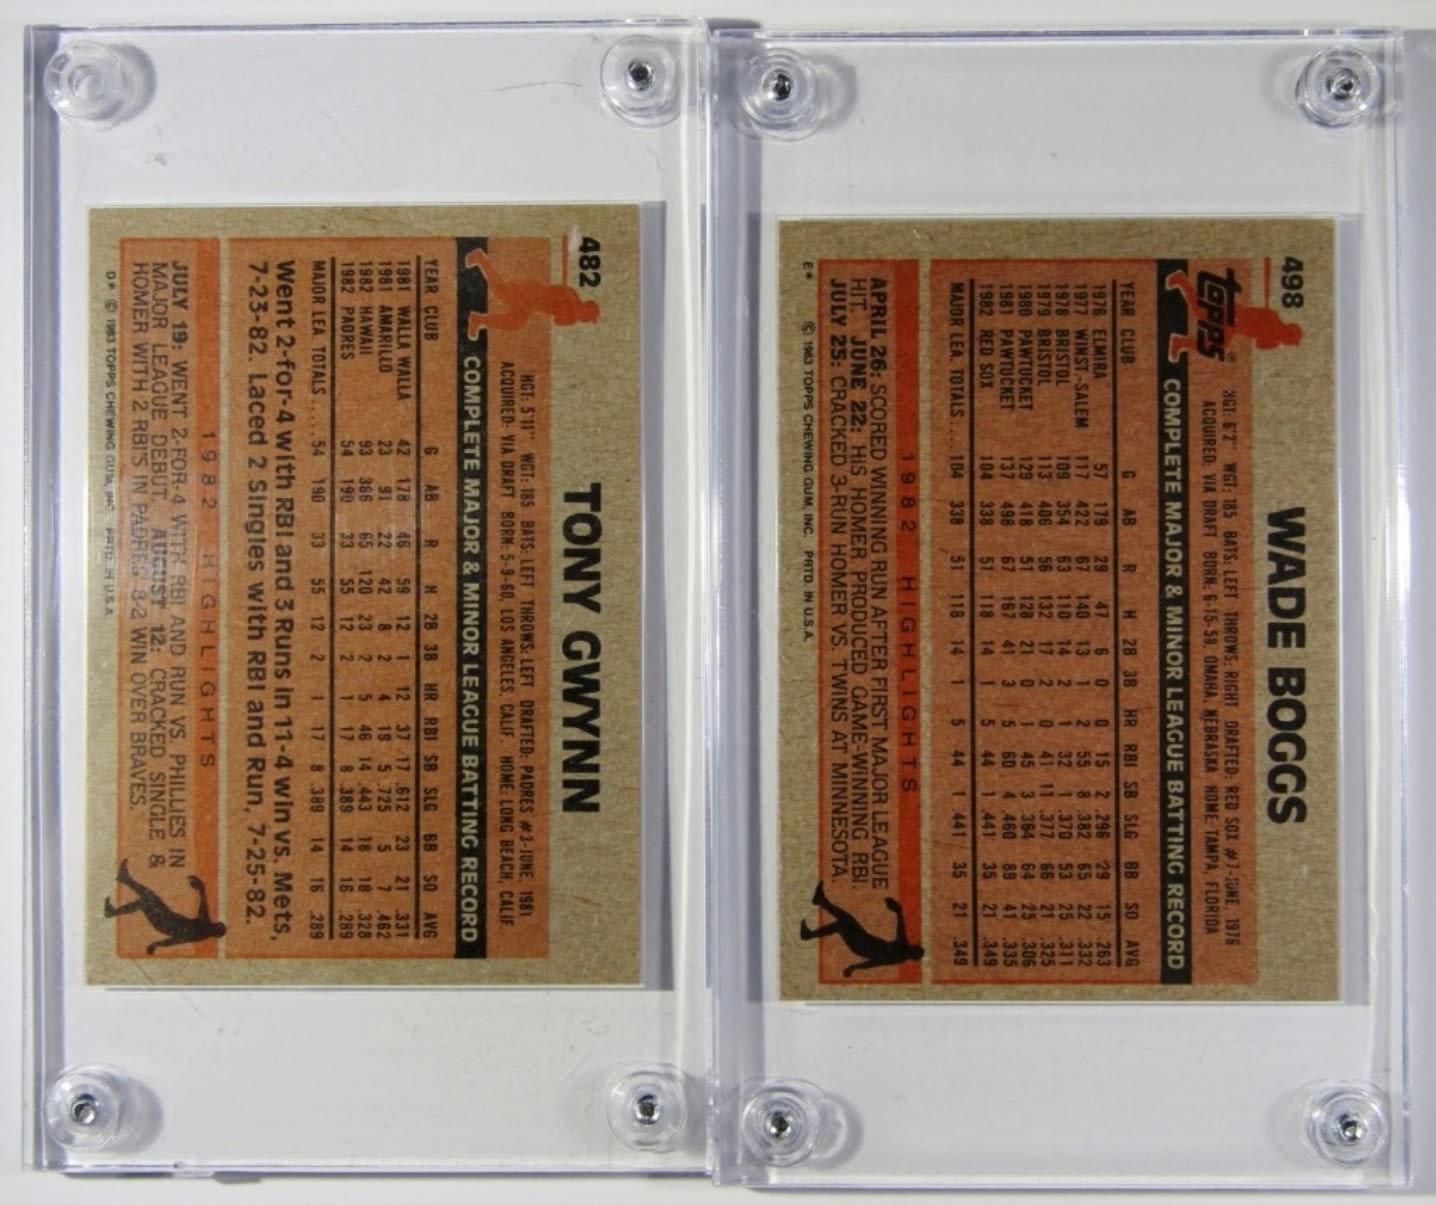 482
TONY GWYNN
HGT: 5'11" WGT: 185 BATS: LEFT THROWS: LEFT DRAFTED: PADRES #3-JUNE, 1981
ACQUIRED: VIA DRAFT BORN: 5-9-60, LOS ANGELES, CALIF. HOME: LONG BEACH, CALIF.
COMPLETE MAJOR & MINOR LEAGUE BATTING RECORD
YEAR CLUB G AB R H 2B 3B HR RBI SB SLG BB SO AVG
1981 WALLA WALLA 42 178 46 59 12 1 12 37 17 .612 23 21 .331
1981 AMARILLO 23 91 22 42 8 2 4 19 5 .725 5 7 .462
1982 HAWAII 93 366 65 120 23 2 5 46 14 .443 18 18 .328
1982 PADRES 54 190 33 55 12 2 1 17 8 .389 14 16 .289
MAJOR LEA. TOTALS.... 54 190 33 55 12 2 1 17 8 .389 14 16 .289
Went 2-for-4 with RBI and 3 Runs in 11-4 win vs. Mets,
7-23-82. Laced 2 Singles with RBI and Run, 7-25-82.
1982 HIGHLIGHTS
JULY 19: WENT 2-FOR-4 WITH RBI AND RUN VS. PHILLIES IN
MAJOR LEAGUE DEBUT. AUGUST 12: CRACKED SINGLE &
HOMER WITH 2 RBI'S IN PADRES' 8-2 WIN OVER BRAVES.
D* © 1983 TOPPS CHEWING GUM, INC. PRTD. IN U.S.A.
498
topps®
WADE BOGGS
HGT: 6'2" WGT: 185 BATS: LEFT THROWS: RIGHT DRAFTED: RED SOX #7-JUNE, 1976
ACQUIRED: VIA DRAFT BORN: 6-15-58, OMAHA, NEBRASKA HOME: TAMPA, FLORIDA
COMPLETE MAJOR & MINOR LEAGUE BATTING RECORD
YEAR CLUB G AB R H 2B 3B HR RBI SB SLG BB SO AVG
1976 ELMIRA 57 179 29 47 6 0 0 15 2 .296 29 15 .263
1977 WINST.-SALEM 117 422 67 140 13 1 2 55 8 .382 65 22 .332
1978 BRISTOL 109 354 63 110 14 2 1 32 1 .370 53 25 .311
1979 BRISTOL 113 406 56 132 17 2 0 41 11 .377 66 21 .325
1980 PAWTUCKET 129 418 51 128 21 0 1 45 3 .364 64 25 .306
1981 PAWTUCKET 137 498 67 167 41 3 5 60 4 .460 89 41 .335
1982 RED SOX 104 338 51 118 14 1 5 44 1 .441 35 21 .349
MAJOR LEA. TOTALS.... 104 338 51 118 14 1 5 44 1 .441 35 21 .349
1982 HIGHLIGHTS
APRIL 26: SCORED WINNING RUN AFTER FIRST MAJOR LEAGUE
HIT. JUNE 22: HIS HOMER PRODUCED GAME-WINNING RBI.
JULY 25: CRACKED 3-RUN HOMER VS. TWINS AT MINNESOTA.
E* © 1983 TOPPS CHEWING GUM, INC. PRTD. IN U.S.A.